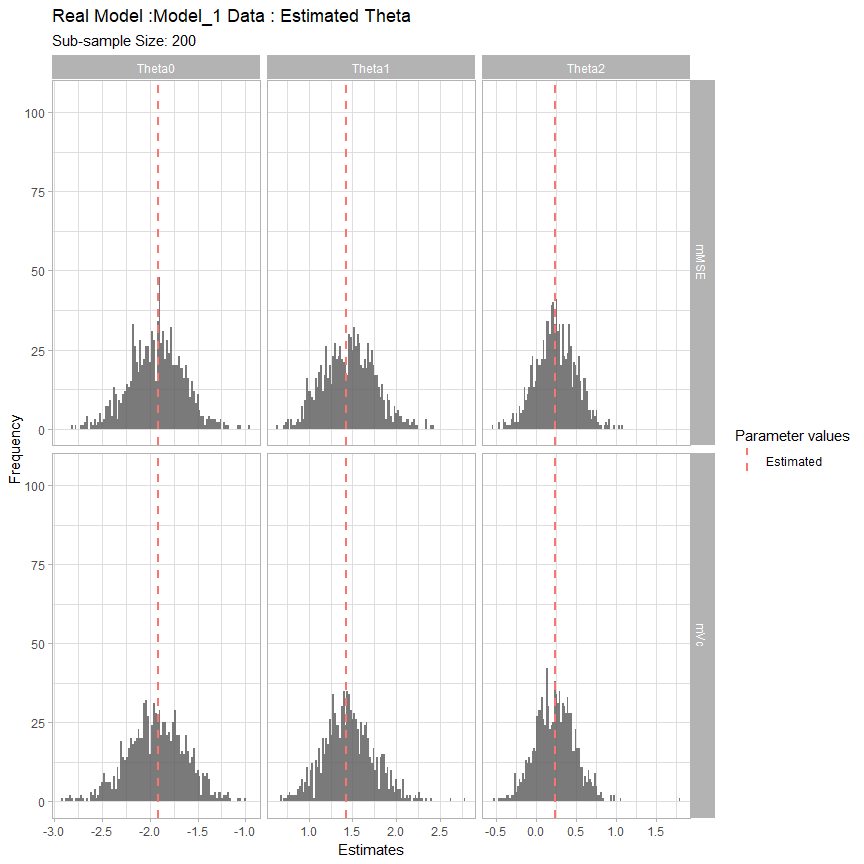 Real Model :Model_1 Data : Estimated Theta
Sub-sample Size: 200
Theta0 Theta1 Theta2
100
75
50
25
0
mMSE
Frequency
100
75
50
25
0
mVc
-3.0 -2.5 -2.0 -1.5 -1.0 1.0 1.5 2.0 2.5 -0.5 0.0 0.5 1.0 1.5
Estimates
Parameter values
Estimated